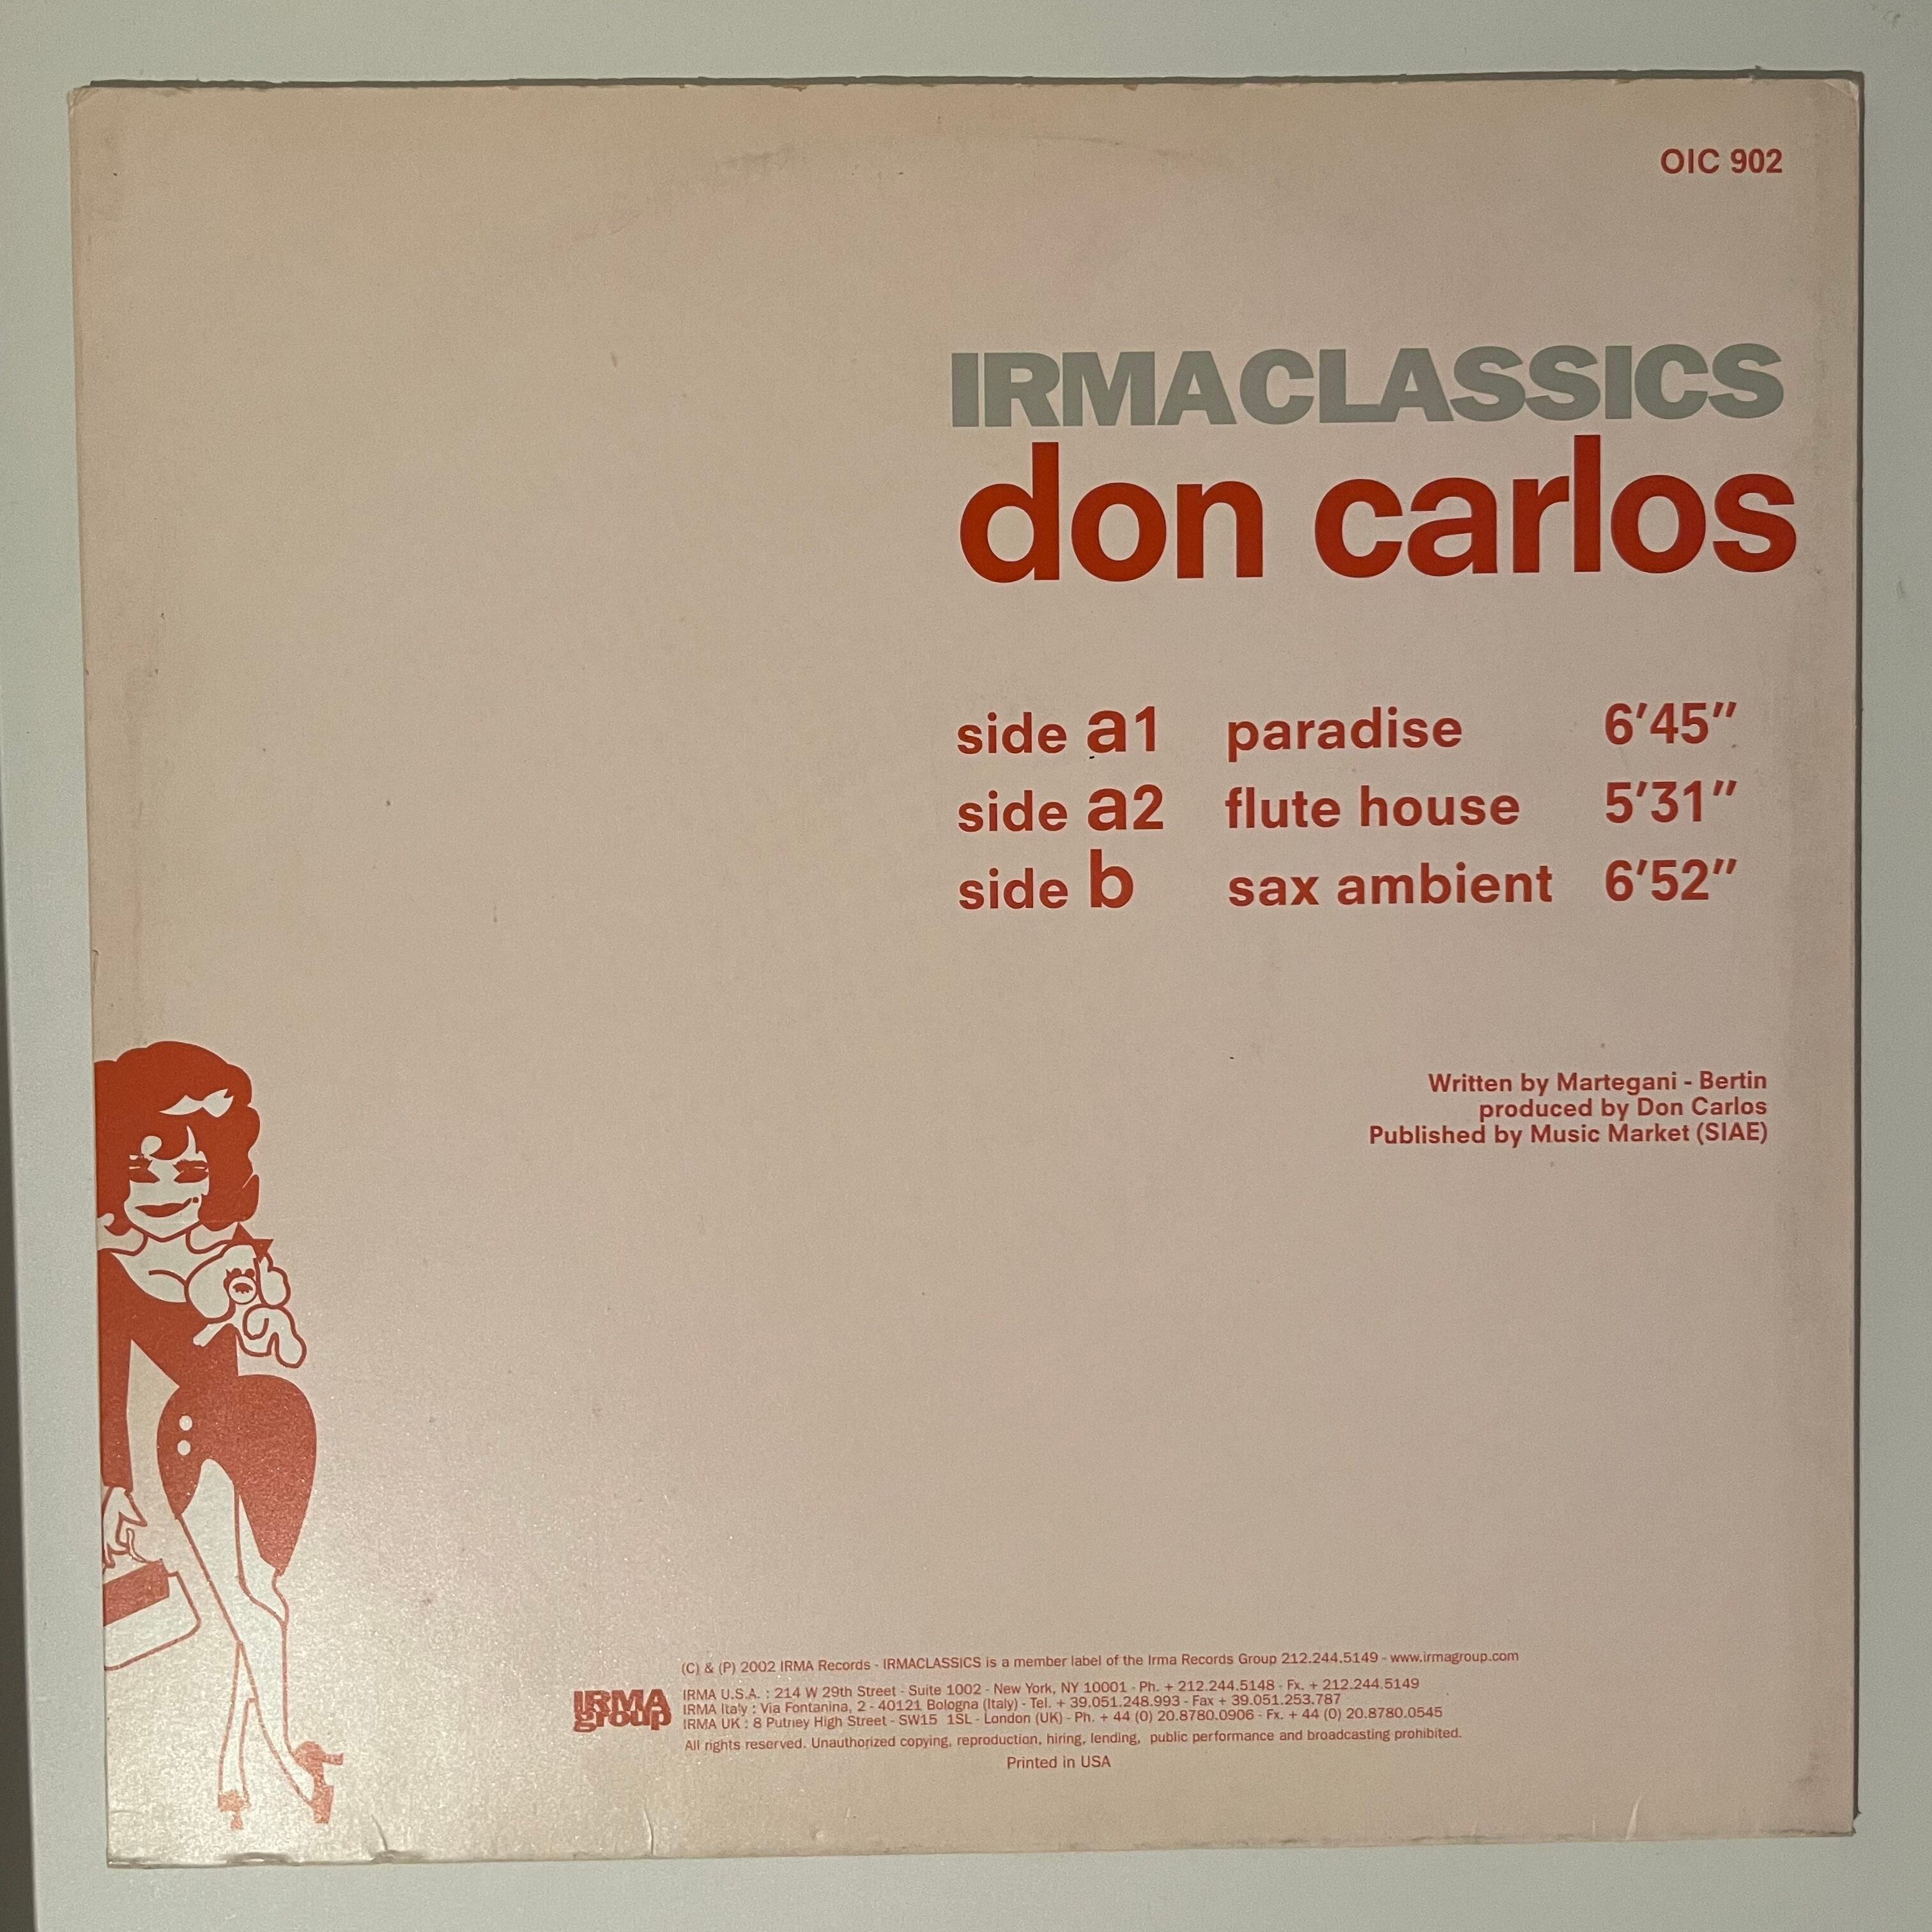 OIC 902
IRMACLASSICS
don carlos
side a1 paradise 6'45"
side a2 flute house 5'31"
side b sax ambient 6'52"
Written by Martegani - Bertin
produced by Don Carlos
Published by Music Market (SIAE)
(C) & (P) 2002 IRMA Records - IRMACLASSICS is a member label of the Irma Records Group 212.244.5149 - www.irmagroup.com
IRMA group
IRMA U.S.A. : 214 W 29th Street - Suite 1002 - New York, NY 10001 - Ph. + 212.244.5148 - Fx. + 212.244.5149
IRMA Italy : Via Fontanina, 2 - 40121 Bologna (Italy) - Tel. + 39.051.248.993 - Fax + 39.051.253.787
IRMA UK : 8 Putney High Street - SW15 1SL - London (UK) - Ph. + 44 (0) 20.8780.0906 - Fx. + 44 (0) 20.8780.0545
All rights reserved. Unauthorized copying, reproduction, hiring, lending, public performance and broadcasting prohibited.
Printed in USA